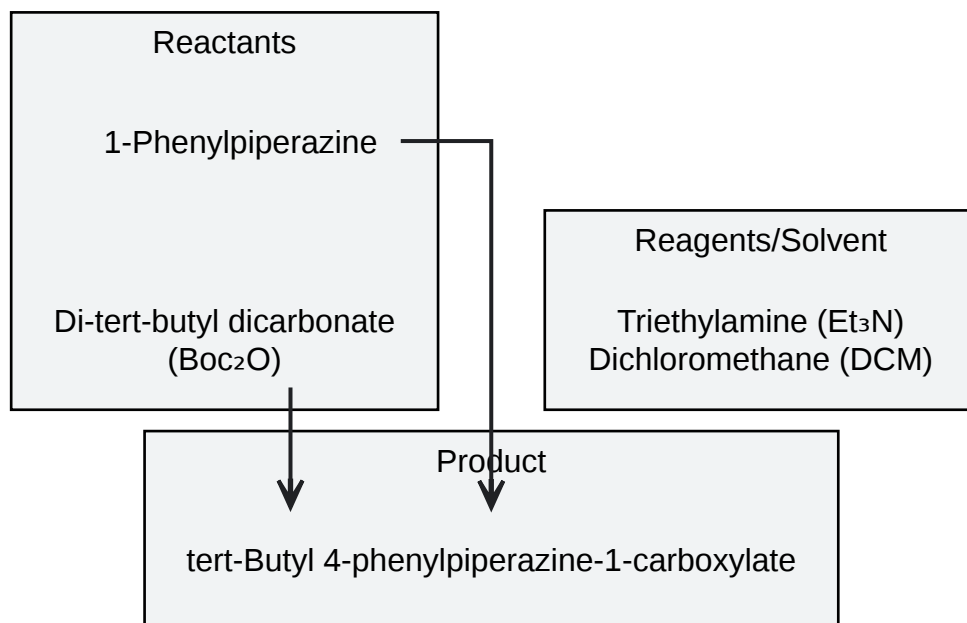 Reactants
1-Phenylpiperazine
Di-tert-butyl dicarbonate
(Boc₂O)
Reagents/Solvent
Triethylamine (Et₃N)
Dichloromethane (DCM)
Product
tert-Butyl 4-phenylpiperazine-1-carboxylate